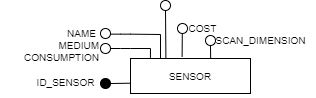 COST
NAME
SCAN_DIMENSION
MEDIUM
CONSUMPTION
SENSOR
ID_SENSOR